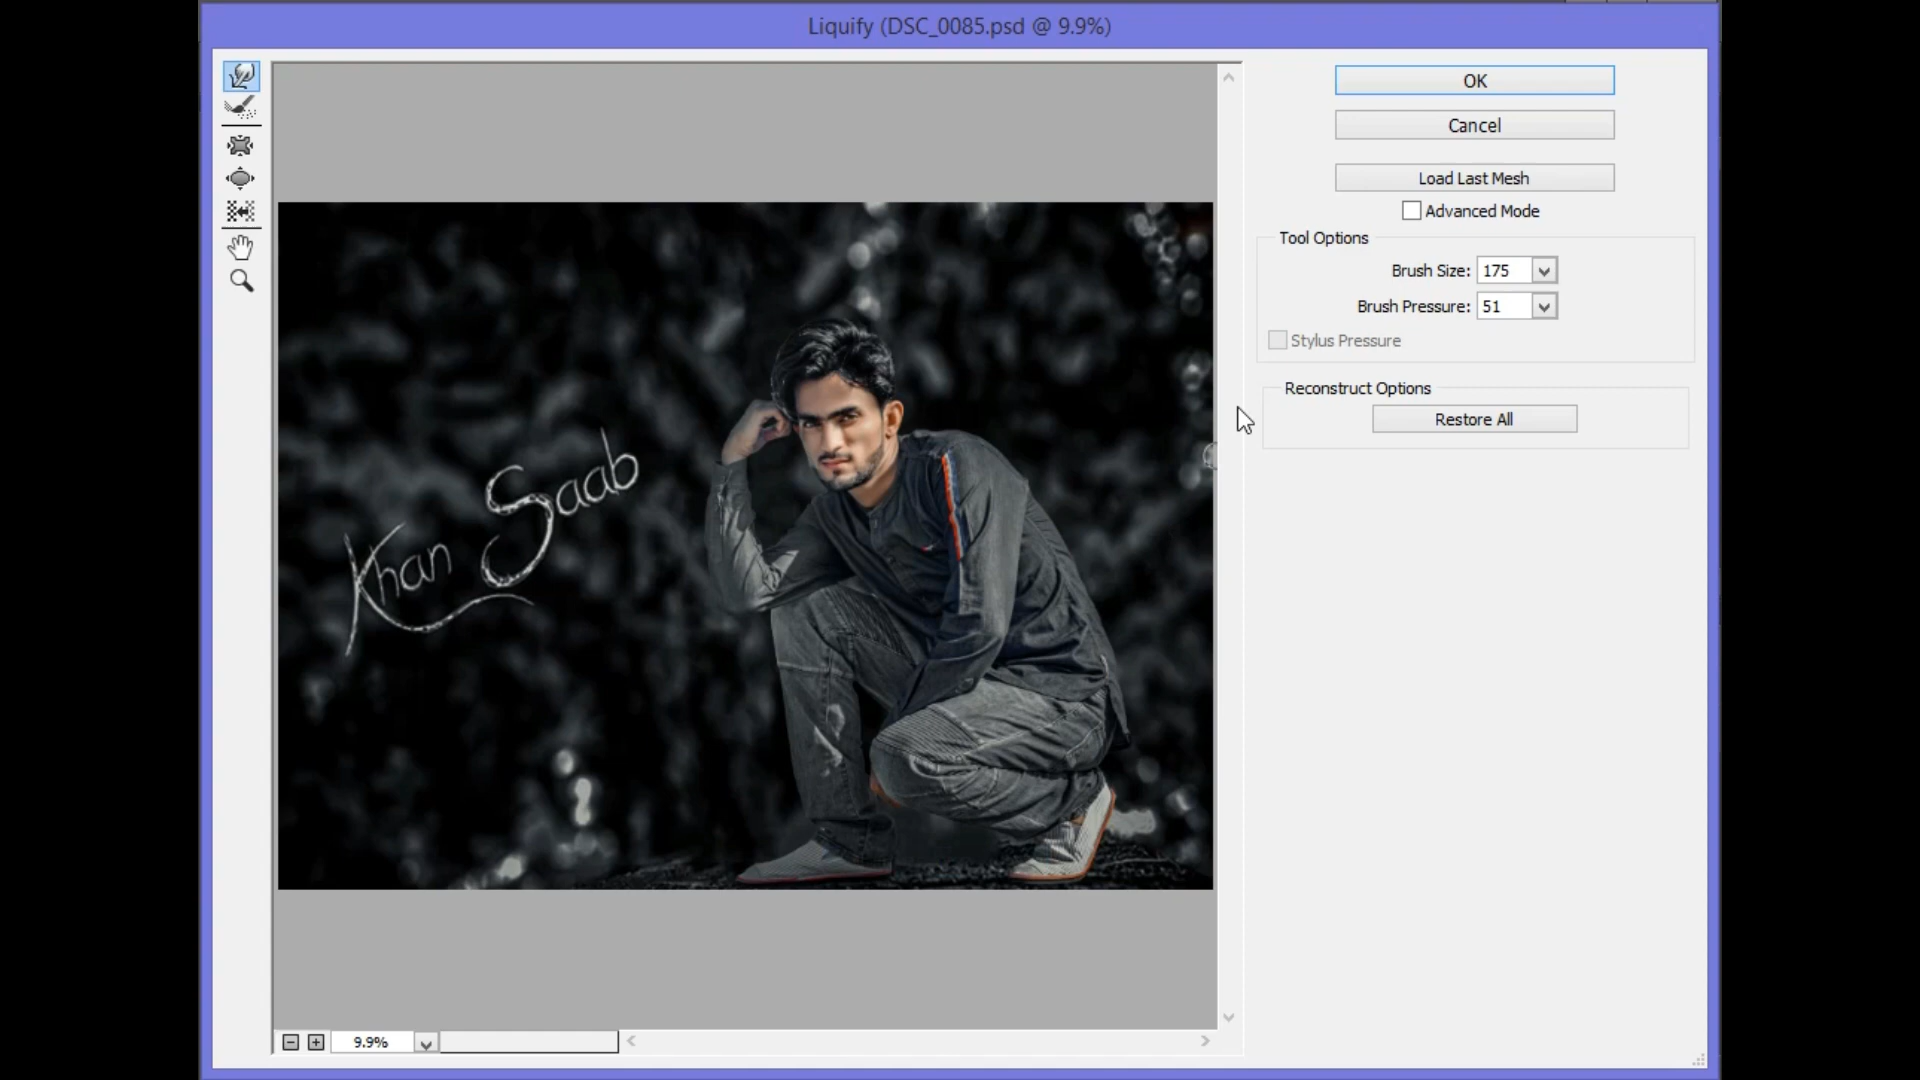 Liquify (DSC_0085.psd @ 9.9%)
OK
Cancel
Load Last Mesh
Advanced Mode
Tool Options
Brush Size: 175
Brush Pressure: 51
Stylus Pressure
Reconstruct Options
Restore All
Khan Saab
9.9%